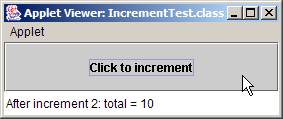 Applet Viewer: IncrementTest.class
Applet
Click to increment
After increment 2: total = 10